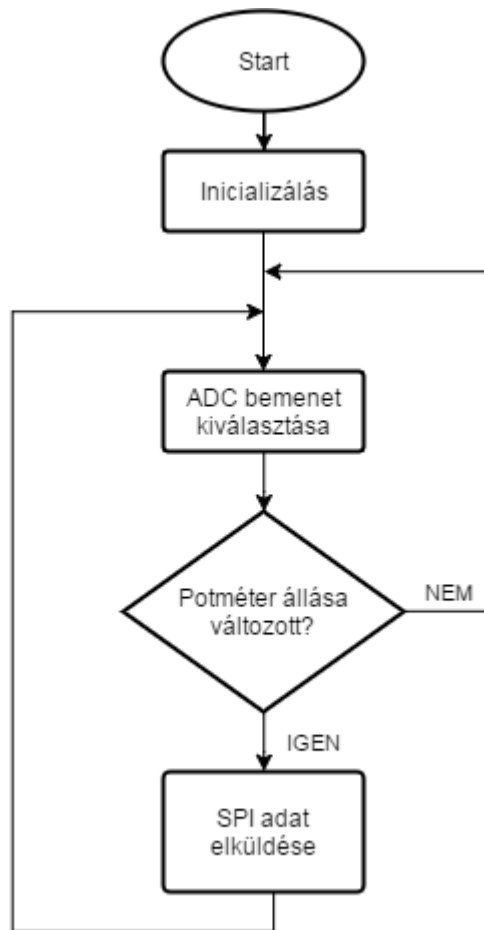 Start
Inicializálás
ADC bemenet
kiválasztása
Potméter állása
változott?
NEM
IGEN
SPI adat
elküldése